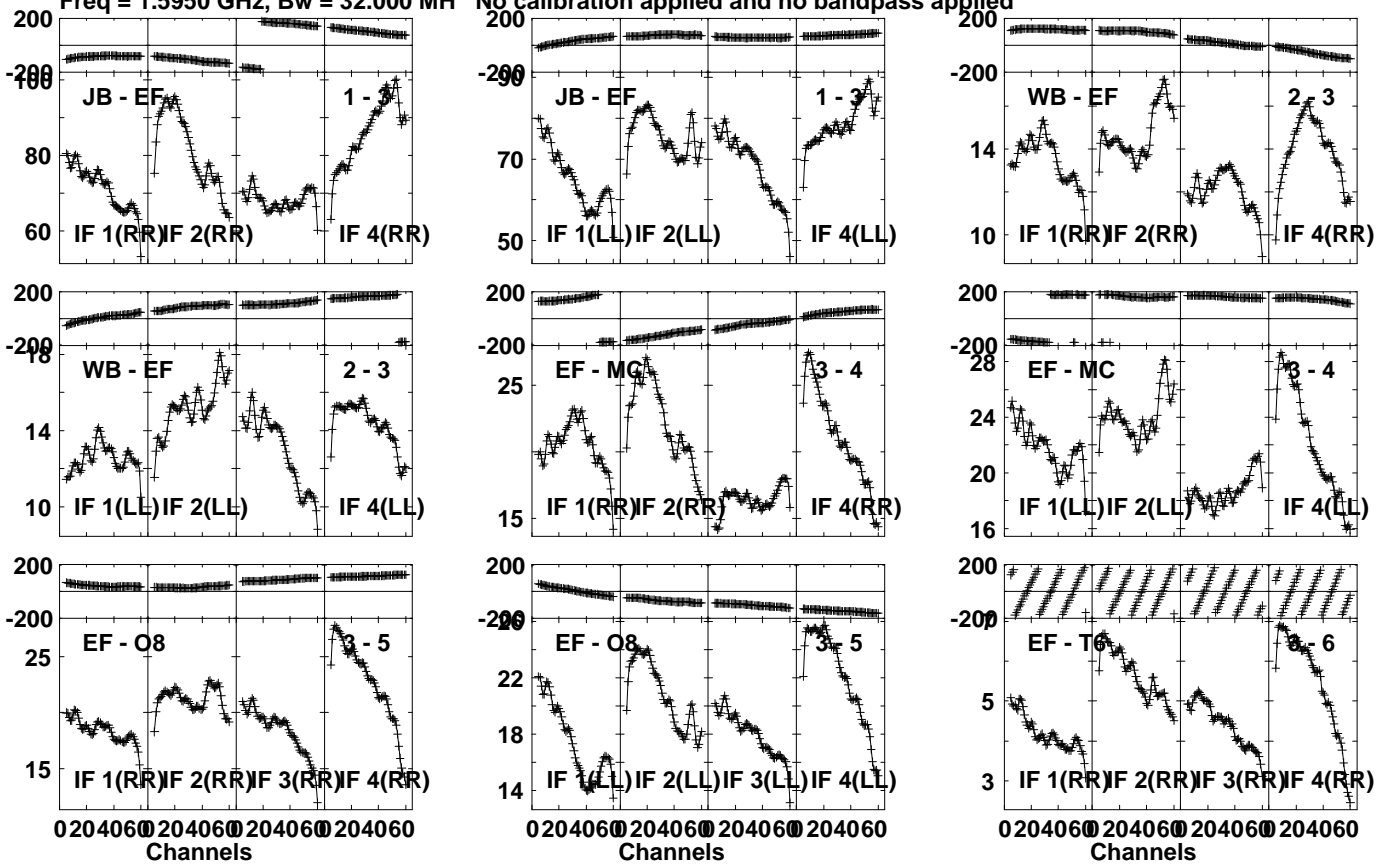 Freq = 1.5950 GHz, Bw = 32.000 MH No calibration applied and no bandpass applied
200
-200
100
80
60
JB - EF 1 - 3
IF 1(RR) IF 2(RR) IF 4(RR)
90
70
50
JB - EF 1 - 3
IF 1(LL) IF 2(LL) IF 4(LL)
200
-200
14
10
WB - EF 2 - 3
IF 1(RR) IF 2(RR) IF 4(RR)
200
-200
18
14
10
WB - EF 2 - 3
IF 1(LL) IF 2(LL) IF 4(LL)
200
-200
25
15
EF - MC 3 - 4
IF 1(RR) IF 2(RR) IF 4(RR)
200
-200
28
24
20
16
EF - MC 3 - 4
IF 1(LL) IF 2(LL) IF 4(LL)
200
-200
25
15
EF - O8 3 - 5
IF 1(RR) IF 2(RR) IF 3(RR) IF 4(RR)
0 20 40 60 0 20 40 60 0 20 40 60 0 20 40 60
Channels
200
-200
26
22
18
14
EF - O8 3 - 5
IF 1(LL) IF 2(LL) IF 3(LL) IF 4(LL)
0 20 40 60 0 20 40 60 0 20 40 60 0 20 40 60
Channels
200
-200
7
5
3
EF - T6 3 - 6
IF 1(RR) IF 2(RR) IF 3(RR) IF 4(RR)
0 20 40 60 0 20 40 60 0 20 40 60 0 20 40 60
Channels